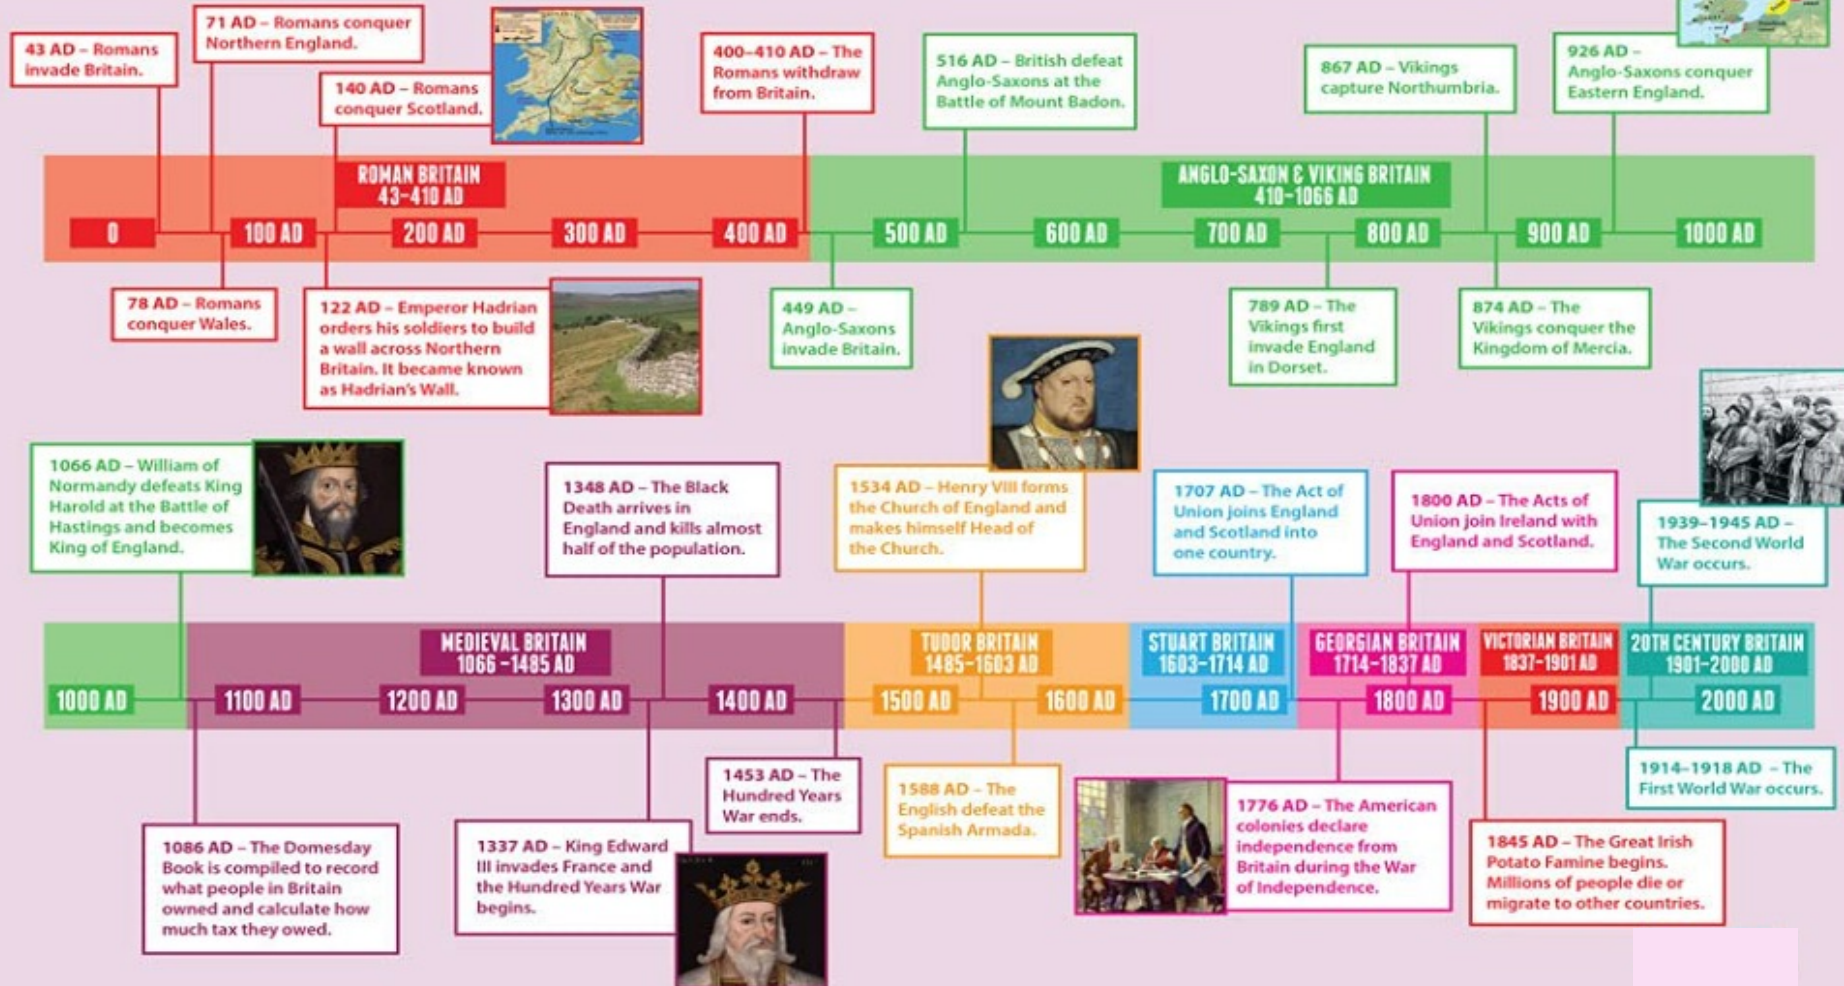 43 AD – Romans
invade Britain.
71 AD – Romans conquer
Northern England.
140 AD – Romans
conquer Scotland.
400–410 AD – The
Romans withdraw
from Britain.
516 AD – British defeat
Anglo-Saxons at the
Battle of Mount Badon.
867 AD – Vikings
capture Northumbria.
926 AD –
Anglo-Saxons conquer
Eastern England.
ROMAN BRITAIN
43–410 AD
ANGLO-SAXON & VIKING BRITAIN
410–1066 AD
0
100 AD
200 AD
300 AD
400 AD
500 AD
600 AD
700 AD
800 AD
900 AD
1000 AD
78 AD – Romans
conquer Wales.
122 AD – Emperor Hadrian
orders his soldiers to build
a wall across Northern
Britain. It became known
as Hadrian's Wall.
449 AD –
Anglo-Saxons
invade Britain.
789 AD – The
Vikings first
invade England
in Dorset.
874 AD – The
Vikings conquer the
Kingdom of Mercia.
1066 AD – William of
Normandy defeats King
Harold at the Battle of
Hastings and becomes
King of England.
1348 AD – The Black
Death arrives in
England and kills almost
half of the population.
1534 AD – Henry VIII forms
the Church of England and
makes himself Head of
the Church.
1707 AD – The Act of
Union joins England
and Scotland into
one country.
1800 AD – The Acts of
Union join Ireland with
England and Scotland.
1939–1945 AD –
The Second World
War occurs.
MEDIEVAL BRITAIN
1066 –1485 AD
TUDOR BRITAIN
1485–1603 AD
STUART BRITAIN
1603–1714 AD
GEORGIAN BRITAIN
1714–1837 AD
VICTORIAN BRITAIN
1837–1901 AD
20TH CENTURY BRITAIN
1901–2000 AD
1000 AD
1100 AD
1200 AD
1300 AD
1400 AD
1500 AD
1600 AD
1700 AD
1800 AD
1900 AD
2000 AD
1086 AD – The Domesday
Book is compiled to record
what people in Britain
owned and calculate how
much tax they owed.
1337 AD – King Edward
III invades France and
the Hundred Years War
begins.
1453 AD – The
Hundred Years
War ends.
1588 AD – The
English defeat the
Spanish Armada.
1776 AD – The American
colonies declare
independence from
Britain during the War
of Independence.
1845 AD – The Great Irish
Potato Famine begins.
Millions of people die or
migrate to other countries.
1914–1918 AD – The
First World War occurs.